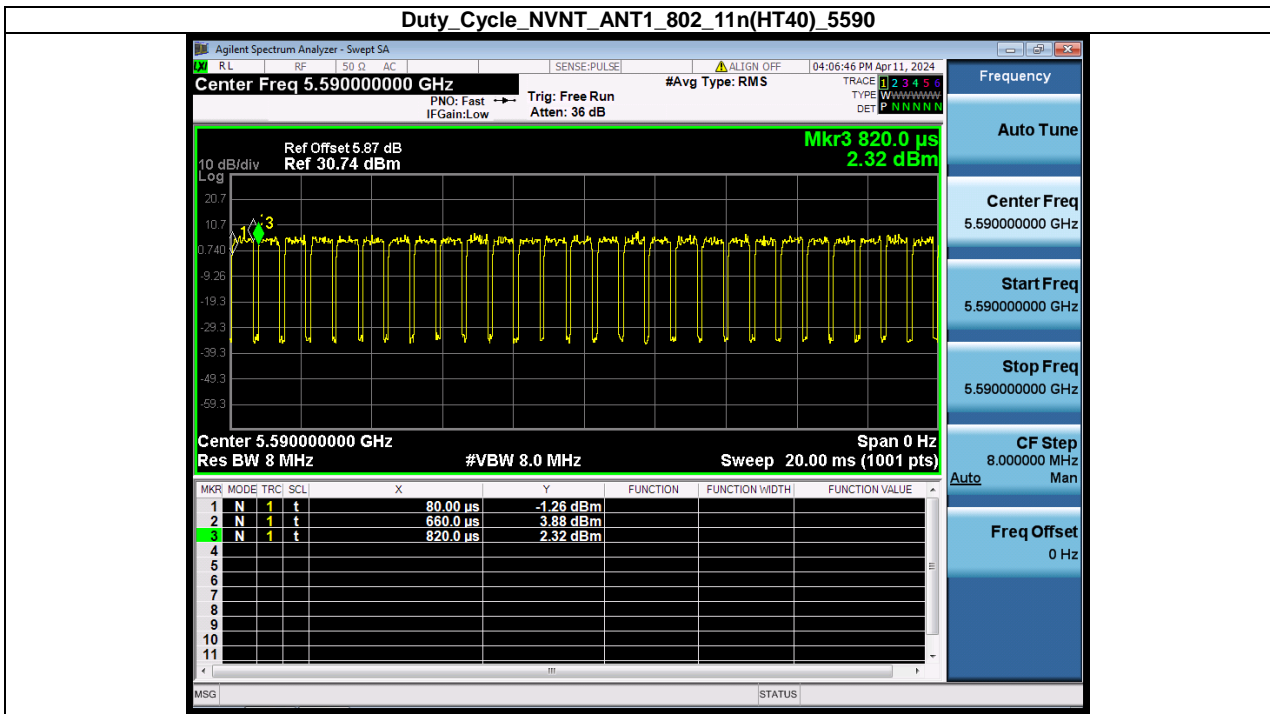 Duty_Cycle_NVNT_ANT1_802_11n(HT40)_5590
Agilent Spectrum Analyzer - Swept SA
LXI RL RF 50 Ω AC SENSE:PULSE ALIGN OFF 04:06:46 PM Apr 11, 2024
Center Freq 5.590000000 GHz
PNO: Fast
IFGain:Low
Trig: Free Run
Atten: 36 dB
#Avg Type: RMS
TRACE 1 2 3 4 5 6
TYPE WWWWWW
DET P N N N N N
Mkr3 820.0 µs
2.32 dBm
Ref Offset 5.87 dB
10 dB/div Ref 30.74 dBm
Log
20.7
10.7
0.740
-9.26
-19.3
-29.3
-39.3
-49.3
-59.3
1
3
Center 5.590000000 GHz Span 0 Hz
Res BW 8 MHz #VBW 8.0 MHz Sweep 20.00 ms (1001 pts)
MKR MODE TRC SCL X Y FUNCTION FUNCTION WIDTH FUNCTION VALUE
1 N 1 t 80.00 µs -1.26 dBm
2 N 1 t 660.0 µs 3.88 dBm
3 N 1 t 820.0 µs 2.32 dBm
4
5
6
7
8
9
10
11
MSG STATUS
Frequency
Auto Tune
Center Freq
5.590000000 GHz
Start Freq
5.590000000 GHz
Stop Freq
5.590000000 GHz
CF Step
8.000000 MHz
Auto Man
Freq Offset
0 Hz